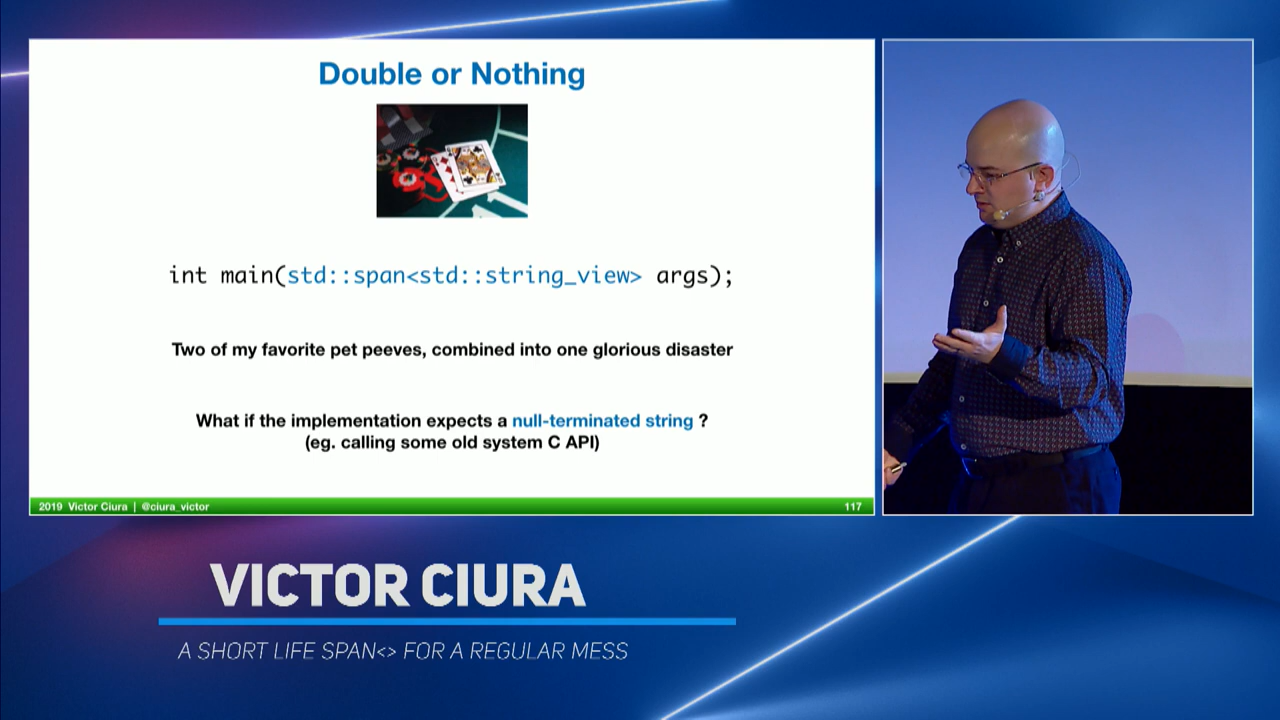 Double or Nothing
int main(std::span<std::string_view> args);
Two of my favorite pet peeves, combined into one glorious disaster
What if the implementation expects a null-terminated string ?
(eg. calling some old system C API)
2019 Victor Ciura | @ciura_victor
117
VICTOR CIURA
A SHORT LIFE SPAN<> FOR A REGULAR MESS